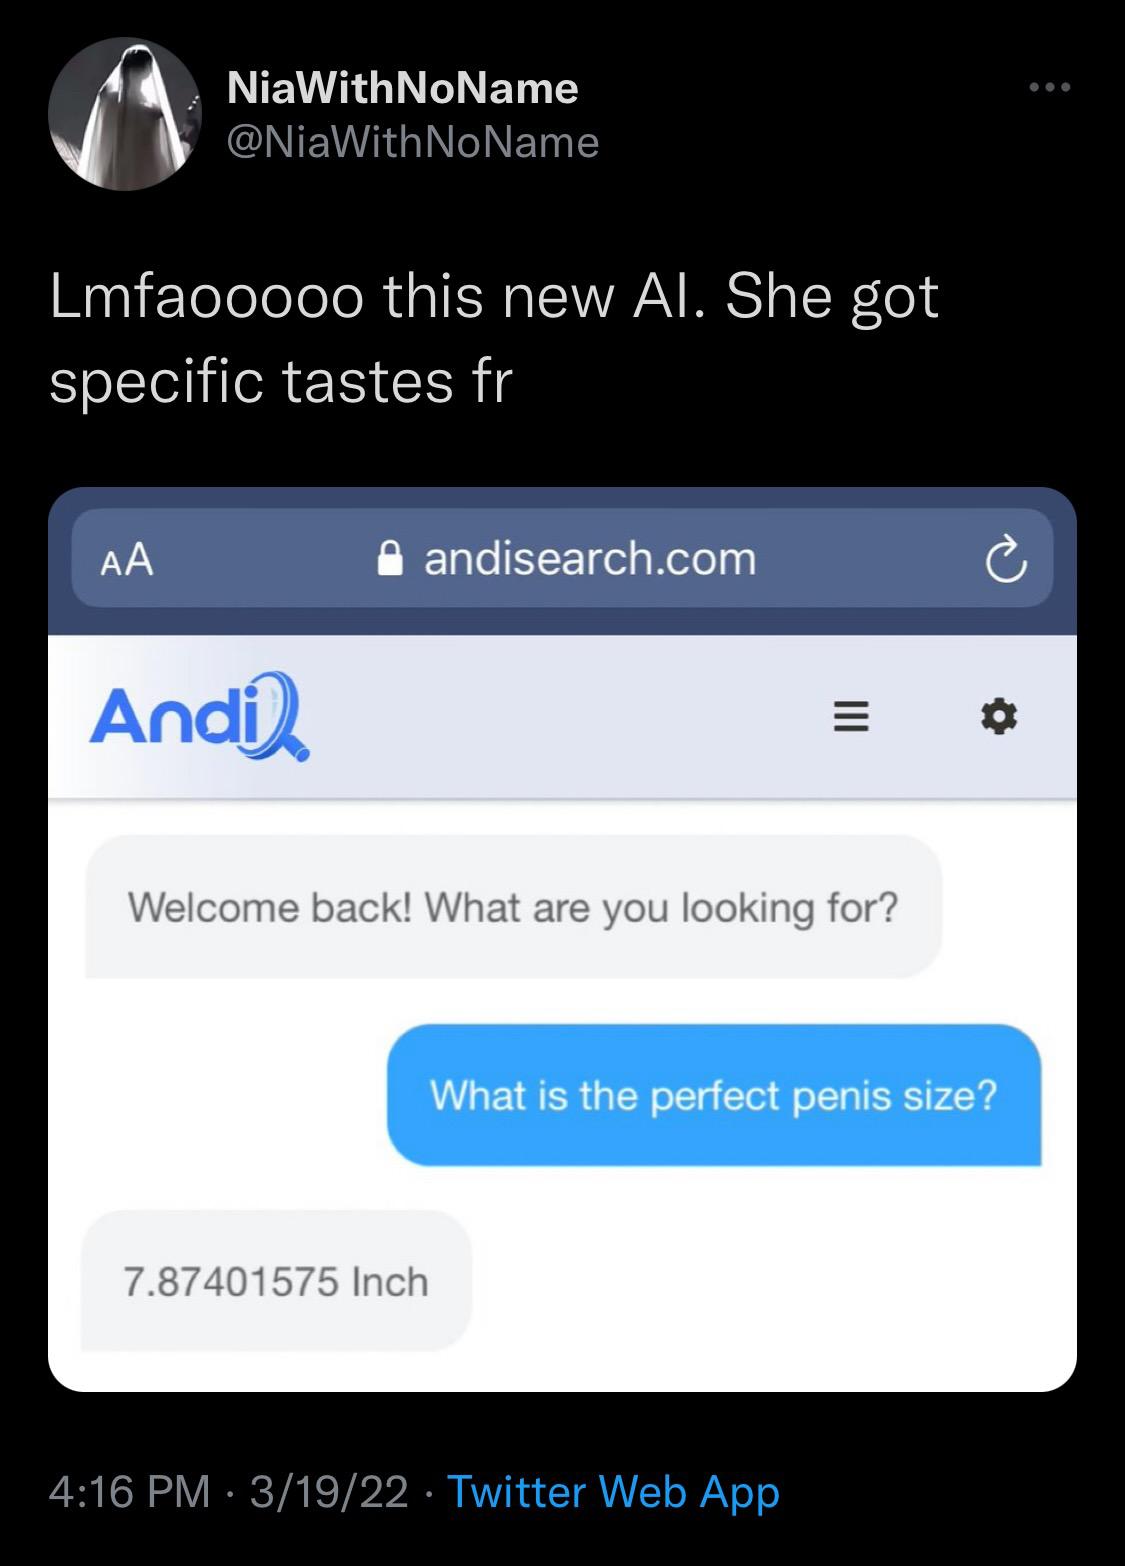 NiaWithNoName
@NiaWithNoName
Lmfaooooo this new AI. She got
specific tastes fr
AA andisearch.com
Andi
Welcome back! What are you looking for?
What is the perfect penis size?
7.87401575 Inch
4:16 PM · 3/19/22 · Twitter Web App